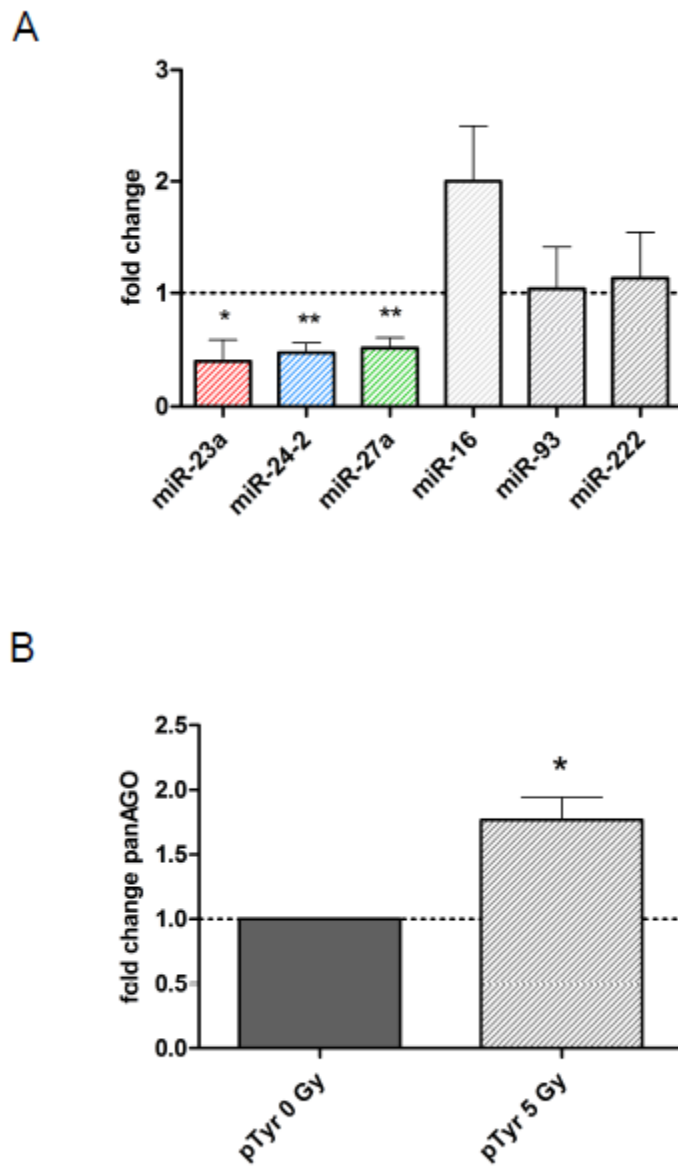 A
3
2
1
0
fold change
*
**
**
miR-23a
miR-24-2
miR-27a
miR-16
miR-93
miR-222
B
2.5
2.0
1.5
1.0
0.5
0.0
fold change panAGO
*
pTyr 0 Gy
pTyr 5 Gy